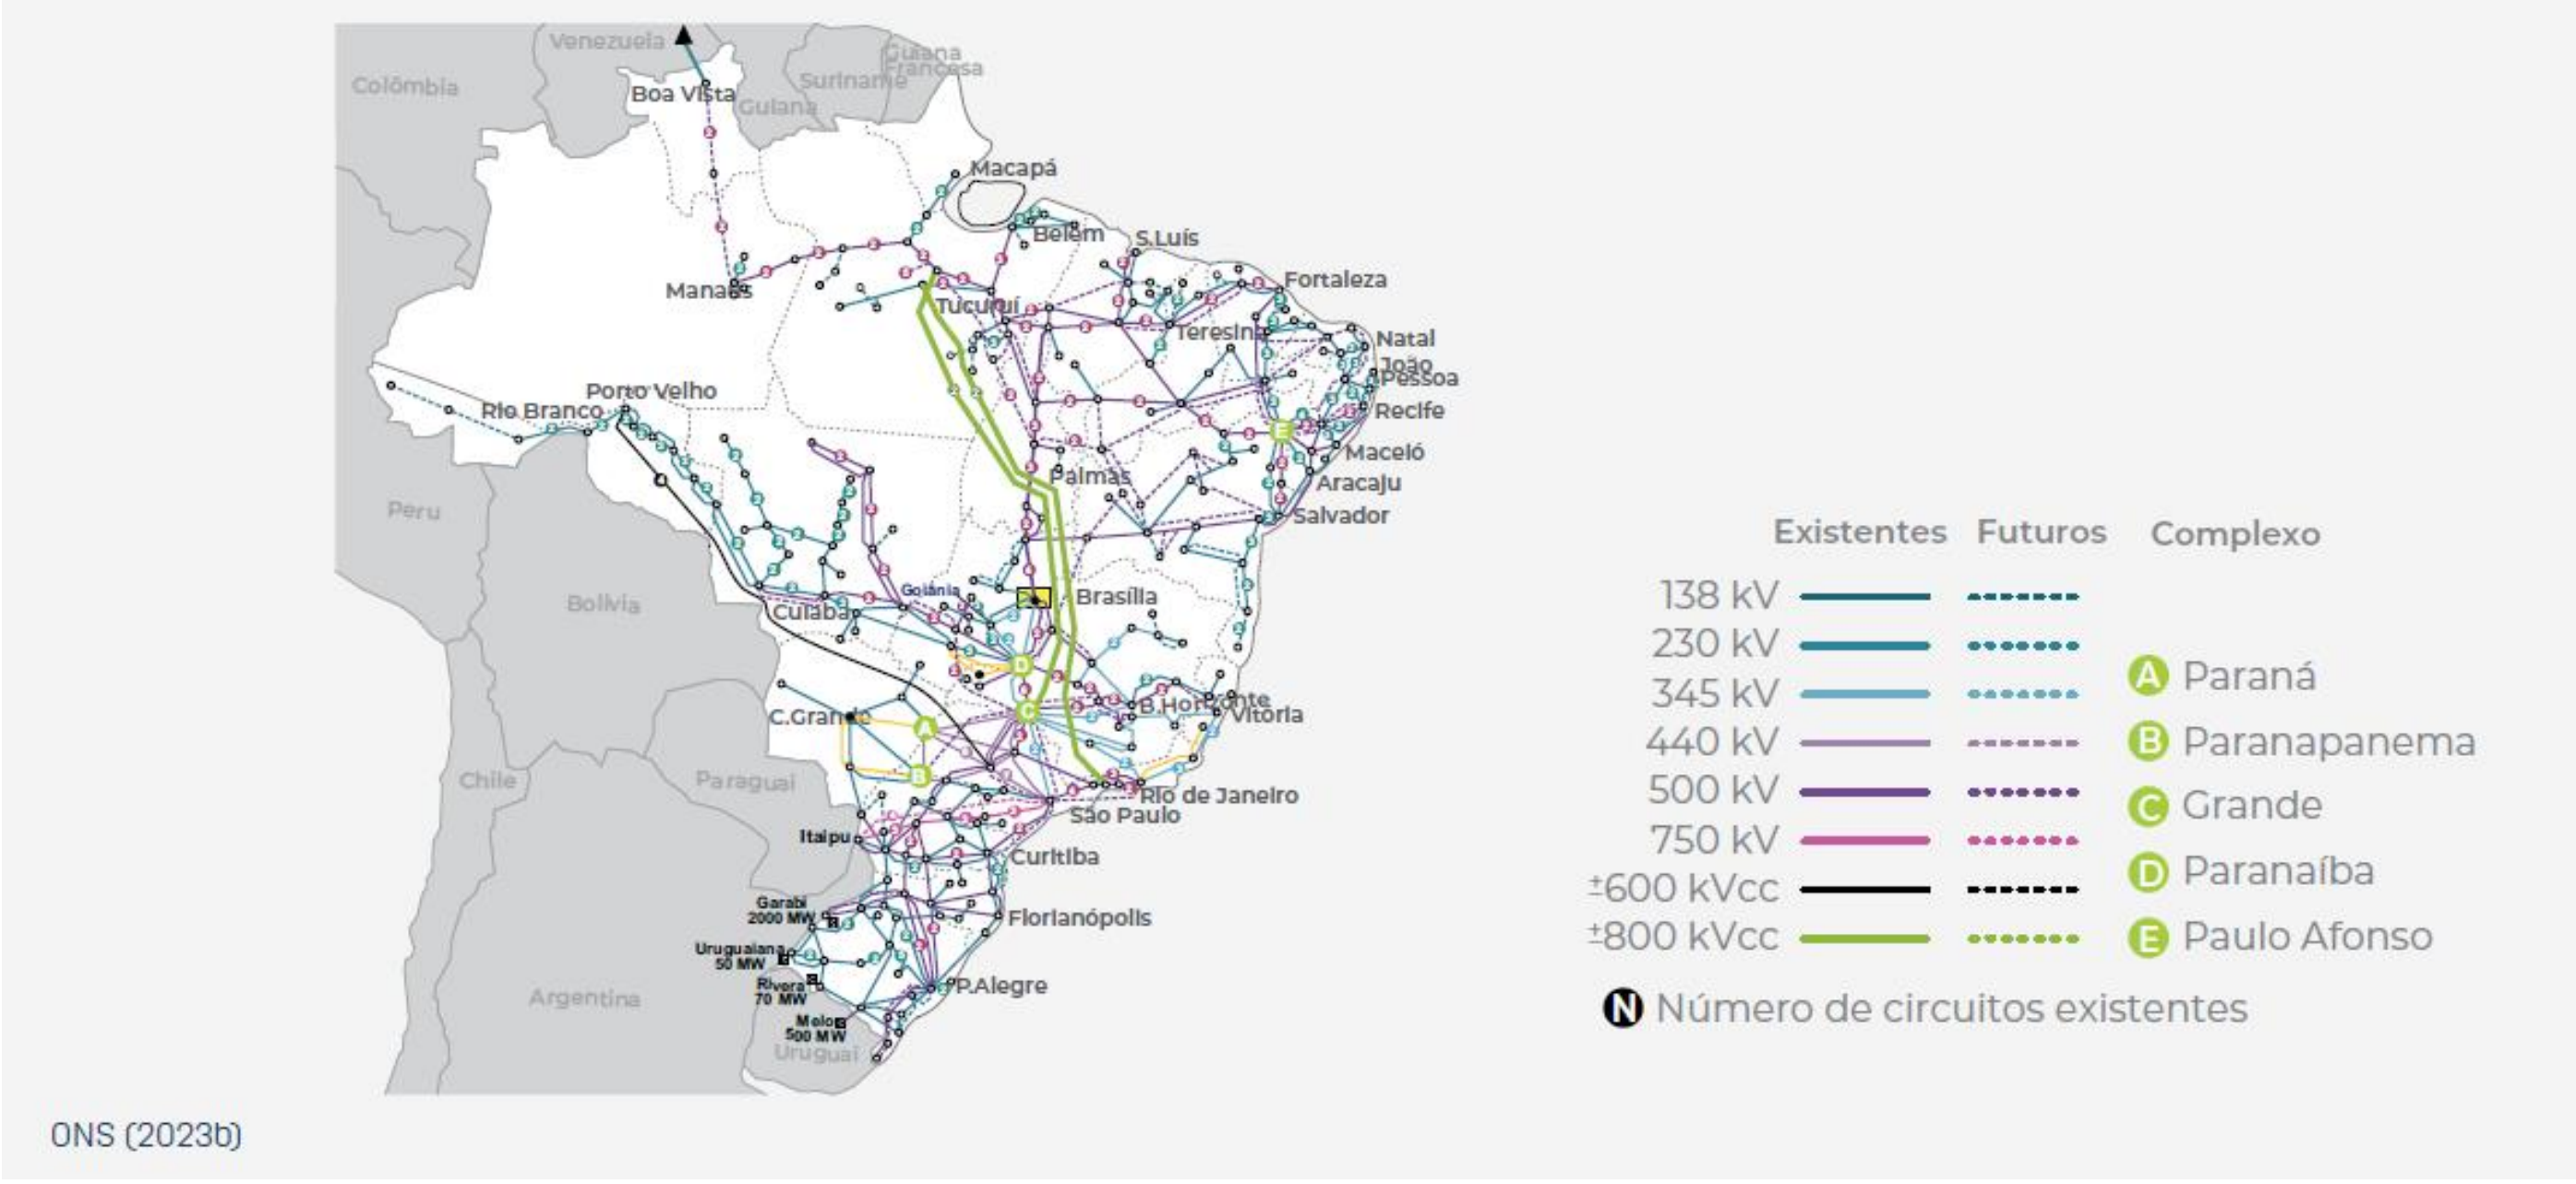 Venezuela
Guiana
Francesa
Suriname
Colômbia
Boa Vista
Guiana
Macapá
Belém
S.Luís
Fortaleza
Manaus
Tucuruí
Teresina
Natal
João
Pessoa
Porto Velho
Rio Branco
Recife
E
Maceló
Palmas
Aracaju
Salvador
Peru
Goiânia
Brasília
Bolívia
Cuiabá
D
C.Grande
A
C
B.Horizonte
Vitória
B
Chile
Paraguai
Rio de Janeiro
São Paulo
Itaipu
Curitiba
Garabi
2000 MW
Florianópolis
Uruguaiana
50 MW
Rivera
70 MW
P.Alegre
Argentina
Melo
500 MW
Uruguai
Existentes Futuros Complexo
138 kV
230 kV
345 kV
440 kV
500 kV
750 kV
±600 kVcc
±800 kVcc
A Paraná
B Paranapanema
C Grande
D Paranaíba
E Paulo Afonso
N Número de circuitos existentes
ONS (2023b)